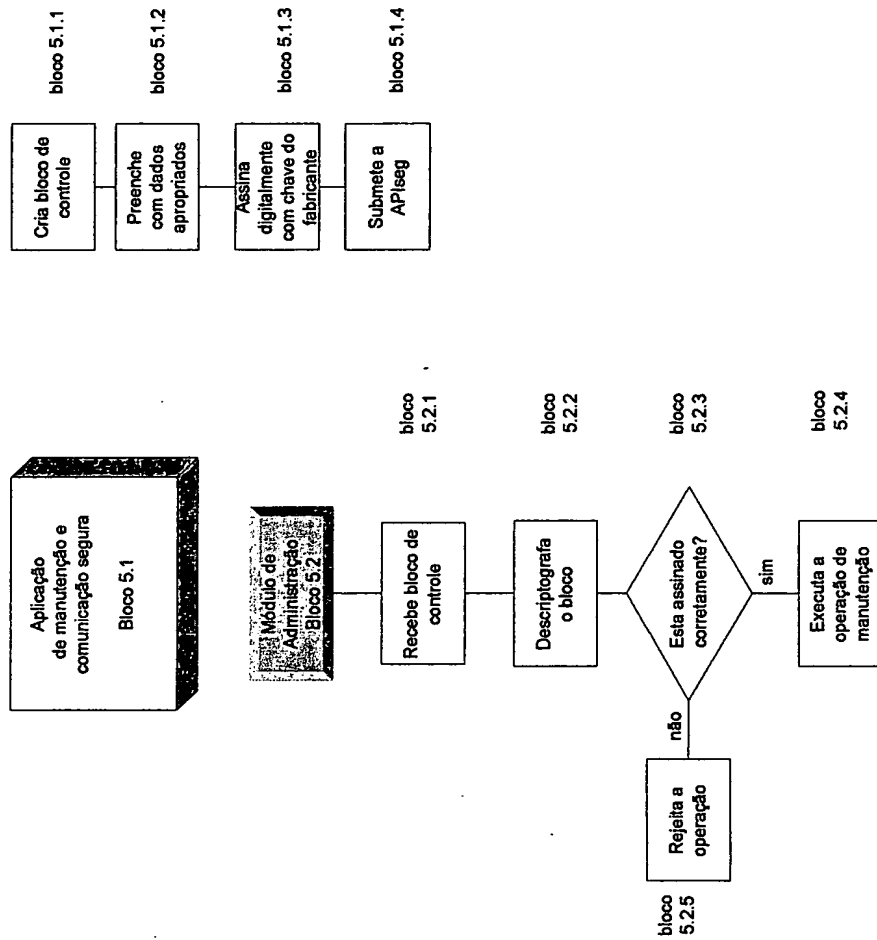 Aplicação
de manutenção e
comunicação segura
Bloco 5.1
Cria bloco de
controle
bloco 5.1.1
Preenche
com dados
apropriados
bloco 5.1.2
Assina
digitalmente
com chave do
fabricante
bloco 5.1.3
Submete a
APIseg
bloco 5.1.4
Módulo de
Administração
Bloco 5.2
Recebe bloco de
controle
bloco
5.2.1
Descriptografa
o bloco
bloco
5.2.2
Esta assinado
corretamente?
bloco
5.2.3
não
sim
Rejeita a
operação
bloco
5.2.5
Executa a
operação de
manutenção
bloco
5.2.4